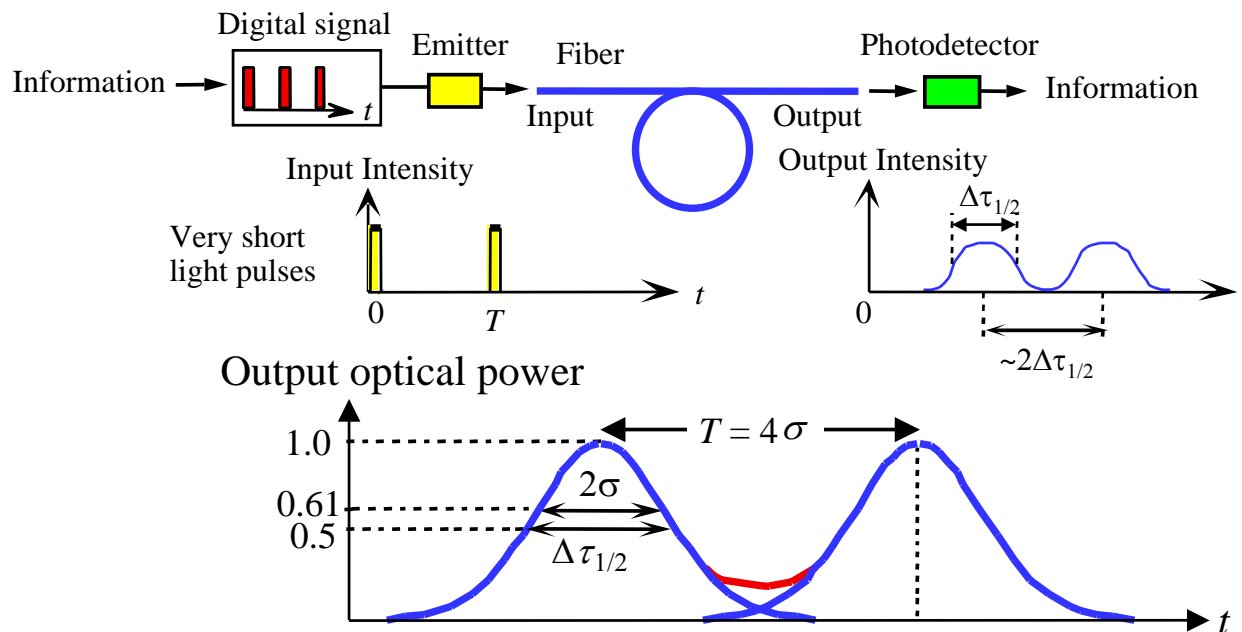 Digital signal
Emitter
Fiber
Photodetector
Information
t
Input
Output
Information
Input Intensity
Very short
light pulses
0
T
t
Output Intensity
Δτ1/2
0
~2Δτ1/2
Output optical power
1.0
0.61
0.5
T = 4σ
2σ
Δτ1/2
t